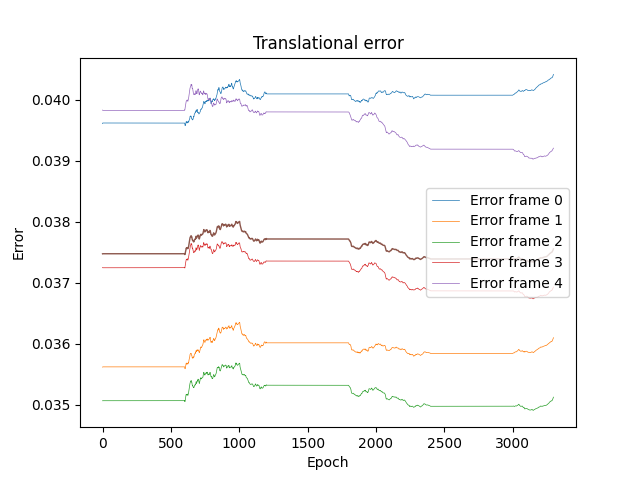 Translational error
0.040
0.039
0.038
0.037
0.036
0.035
Error
Error frame 0
Error frame 1
Error frame 2
Error frame 3
Error frame 4
0
500
1000
1500
2000
2500
3000
Epoch